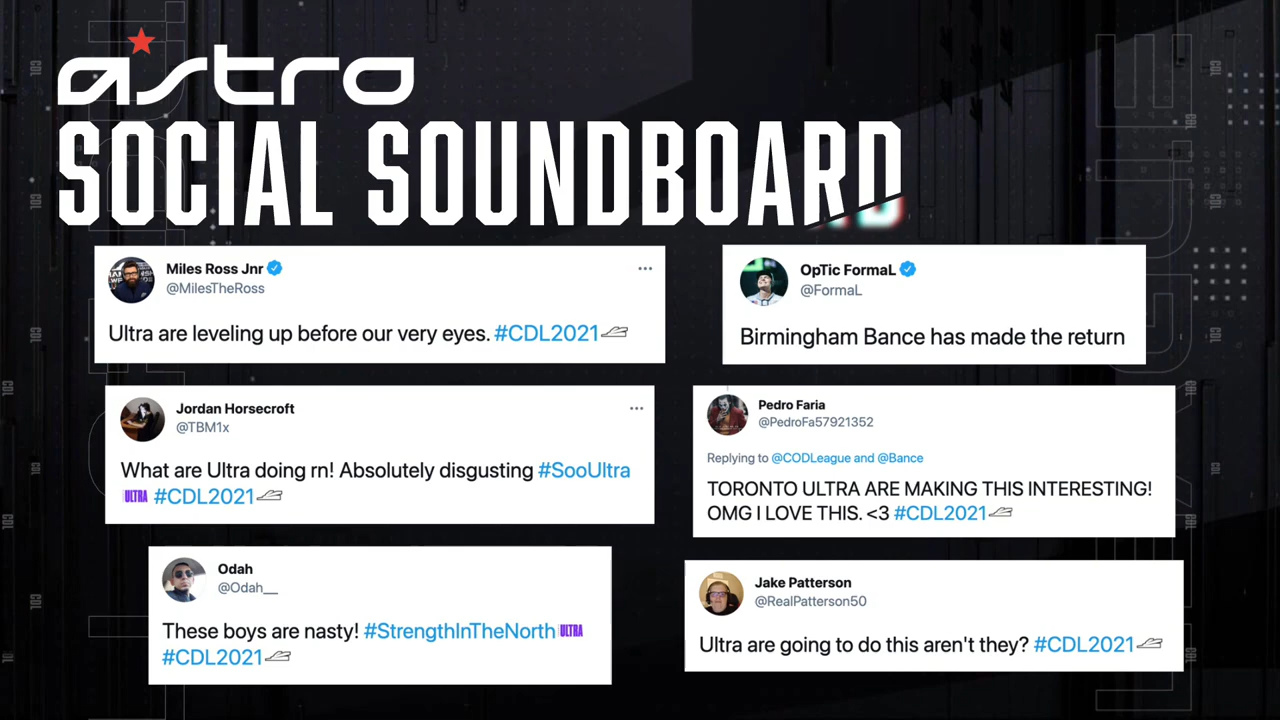 astro
SOCIAL SOUNDBOARD
Miles Ross Jnr
@MilesTheRoss
Ultra are leveling up before our very eyes. #CDL2021
OpTic FormaL
@FormaL
Birmingham Bance has made the return
Jordan Horsecroft
@TBM1x
What are Ultra doing rn! Absolutely disgusting #SooUltra
ULTRA #CDL2021
Pedro Faria
@PedroFa57921352
Replying to @CODLeague and @Bance
TORONTO ULTRA ARE MAKING THIS INTERESTING!
OMG I LOVE THIS. <3 #CDL2021
Odah
@Odah__
These boys are nasty! #StrengthInTheNorth ULTRA
#CDL2021
Jake Patterson
@RealPatterson50
Ultra are going to do this aren't they? #CDL2021